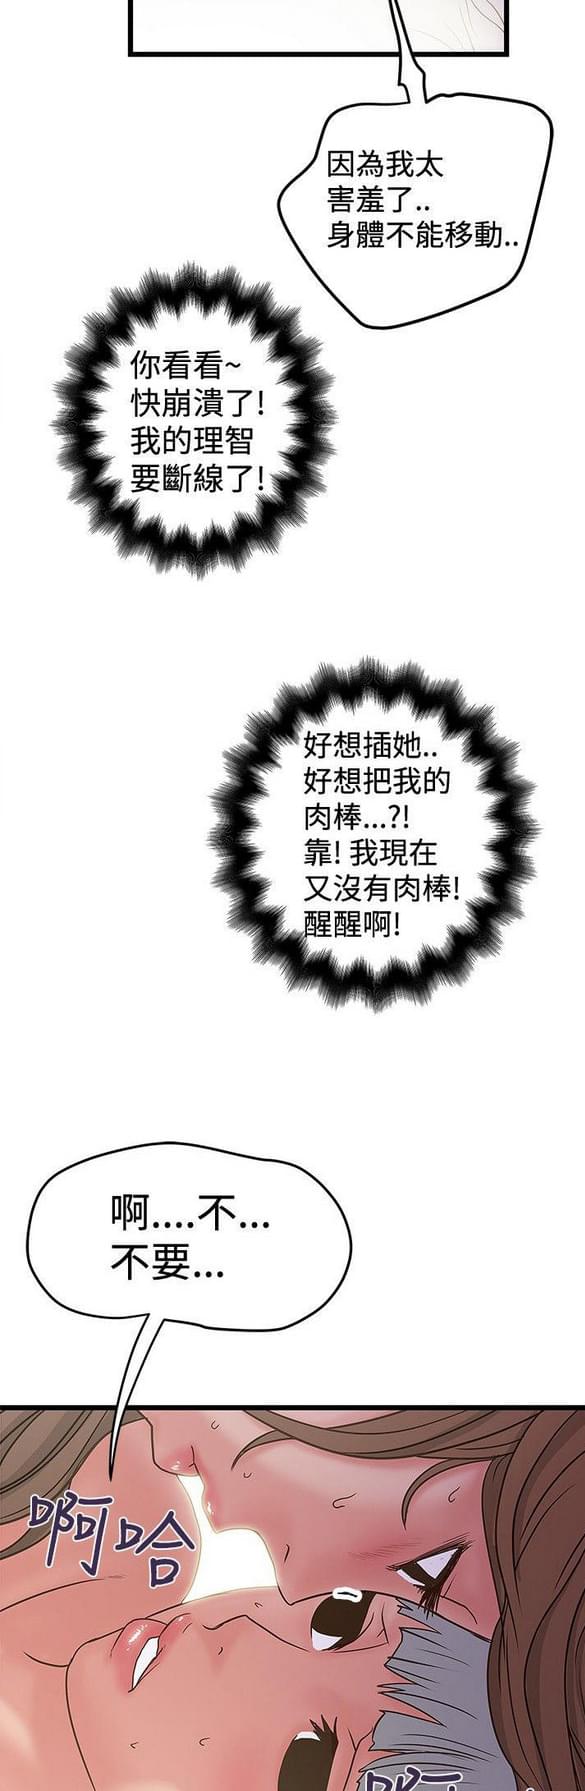 因為我太
害羞了..
身體不能移動..
你看看~
快崩潰了!
我的理智
要斷線了!
好想插她..
好想把我的
肉棒...?!
靠! 我現在
又沒有肉棒!
醒醒啊!
啊....不...
不要...
啊哈